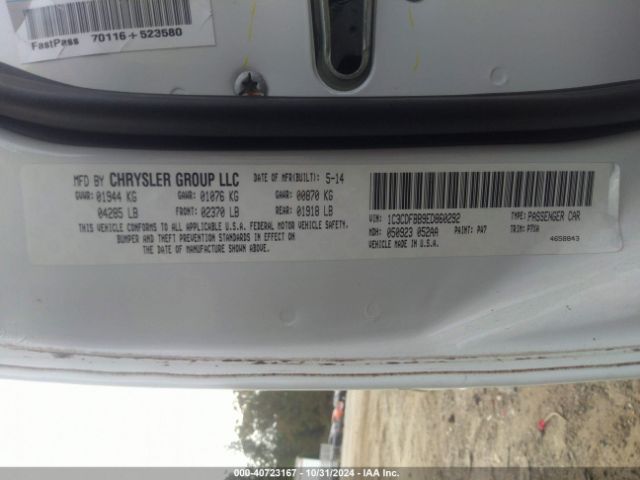 FastPass 70116+523580
MFD BY CHRYSLER GROUP LLC DATE OF MFR(BUILT): 5-14
GVWR: 01944 KG GAWR: 01076 KG GAWR: 00870 KG
04285 LB FRONT: 02370 LB REAR: 01918 LB
THIS VEHICLE CONFORMS TO ALL APPLICABLE U.S.A. FEDERAL MOTOR VEHICLE SAFETY,
BUMPER AND THEFT PREVENTION STANDARDS IN EFFECT ON
THE DATE OF MANUFACTURE SHOWN ABOVE.
VIN: 1C3CDFBB9ED860292 TYPE: PASSENGER CAR
MDH: 050923 052AA PAINT: PW7 TRIM: P7X9
VEHICLE MADE IN U.S.A. 4658843
000-40723167 - 10/31/2024 - IAA Inc.